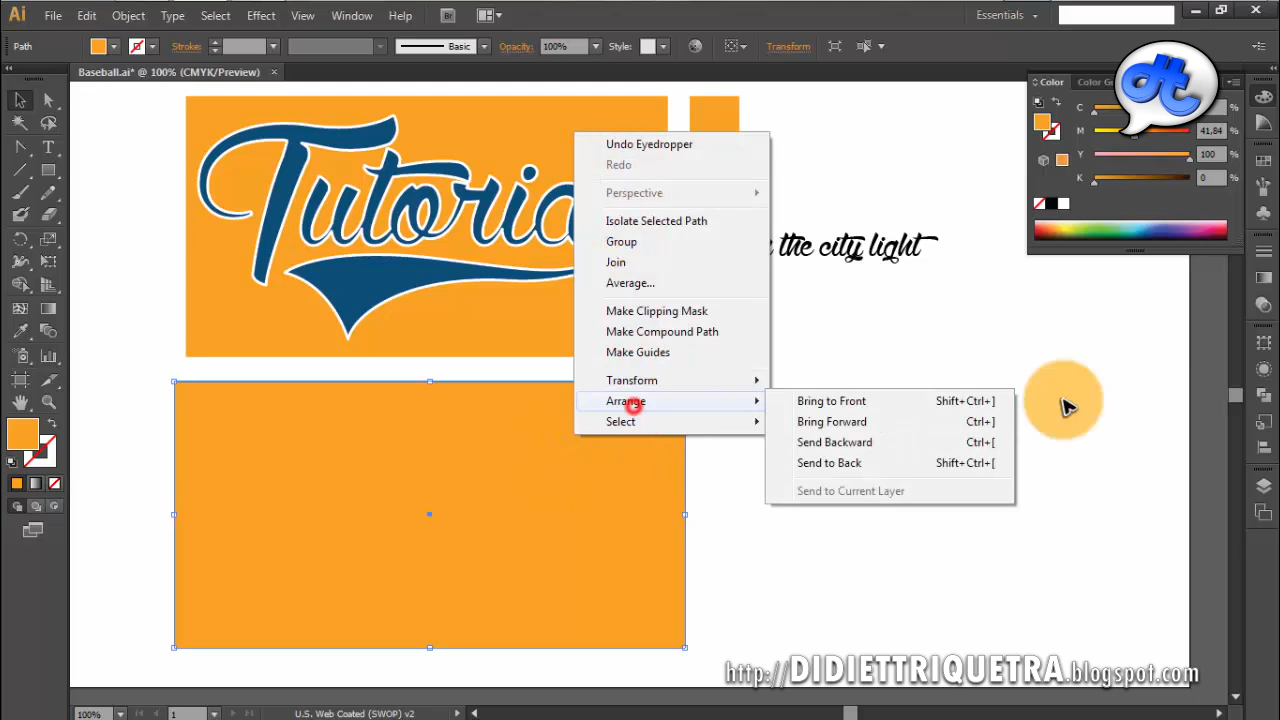 Ai File Edit Object Type Select Effect View Window Help Br Essentials
Path Stroke: Basic Opacity: 100% Style: Transform
Baseball.ai* @ 100% (CMYK/Preview) ×
Color
C %
M 41,84 %
Y 100 %
K 0 %
dt
Tutoria
the city light
Undo Eyedropper
Redo
Perspective
Isolate Selected Path
Group
Join
Average...
Make Clipping Mask
Make Compound Path
Make Guides
Transform
Arrange
Select
Bring to Front Shift+Ctrl+]
Bring Forward Ctrl+]
Send Backward Ctrl+[
Send to Back Shift+Ctrl+[
Send to Current Layer
http://DIDIETTRIQUETRA.blogspot.com
100% 1 U.S. Web Coated (SWOP) v2